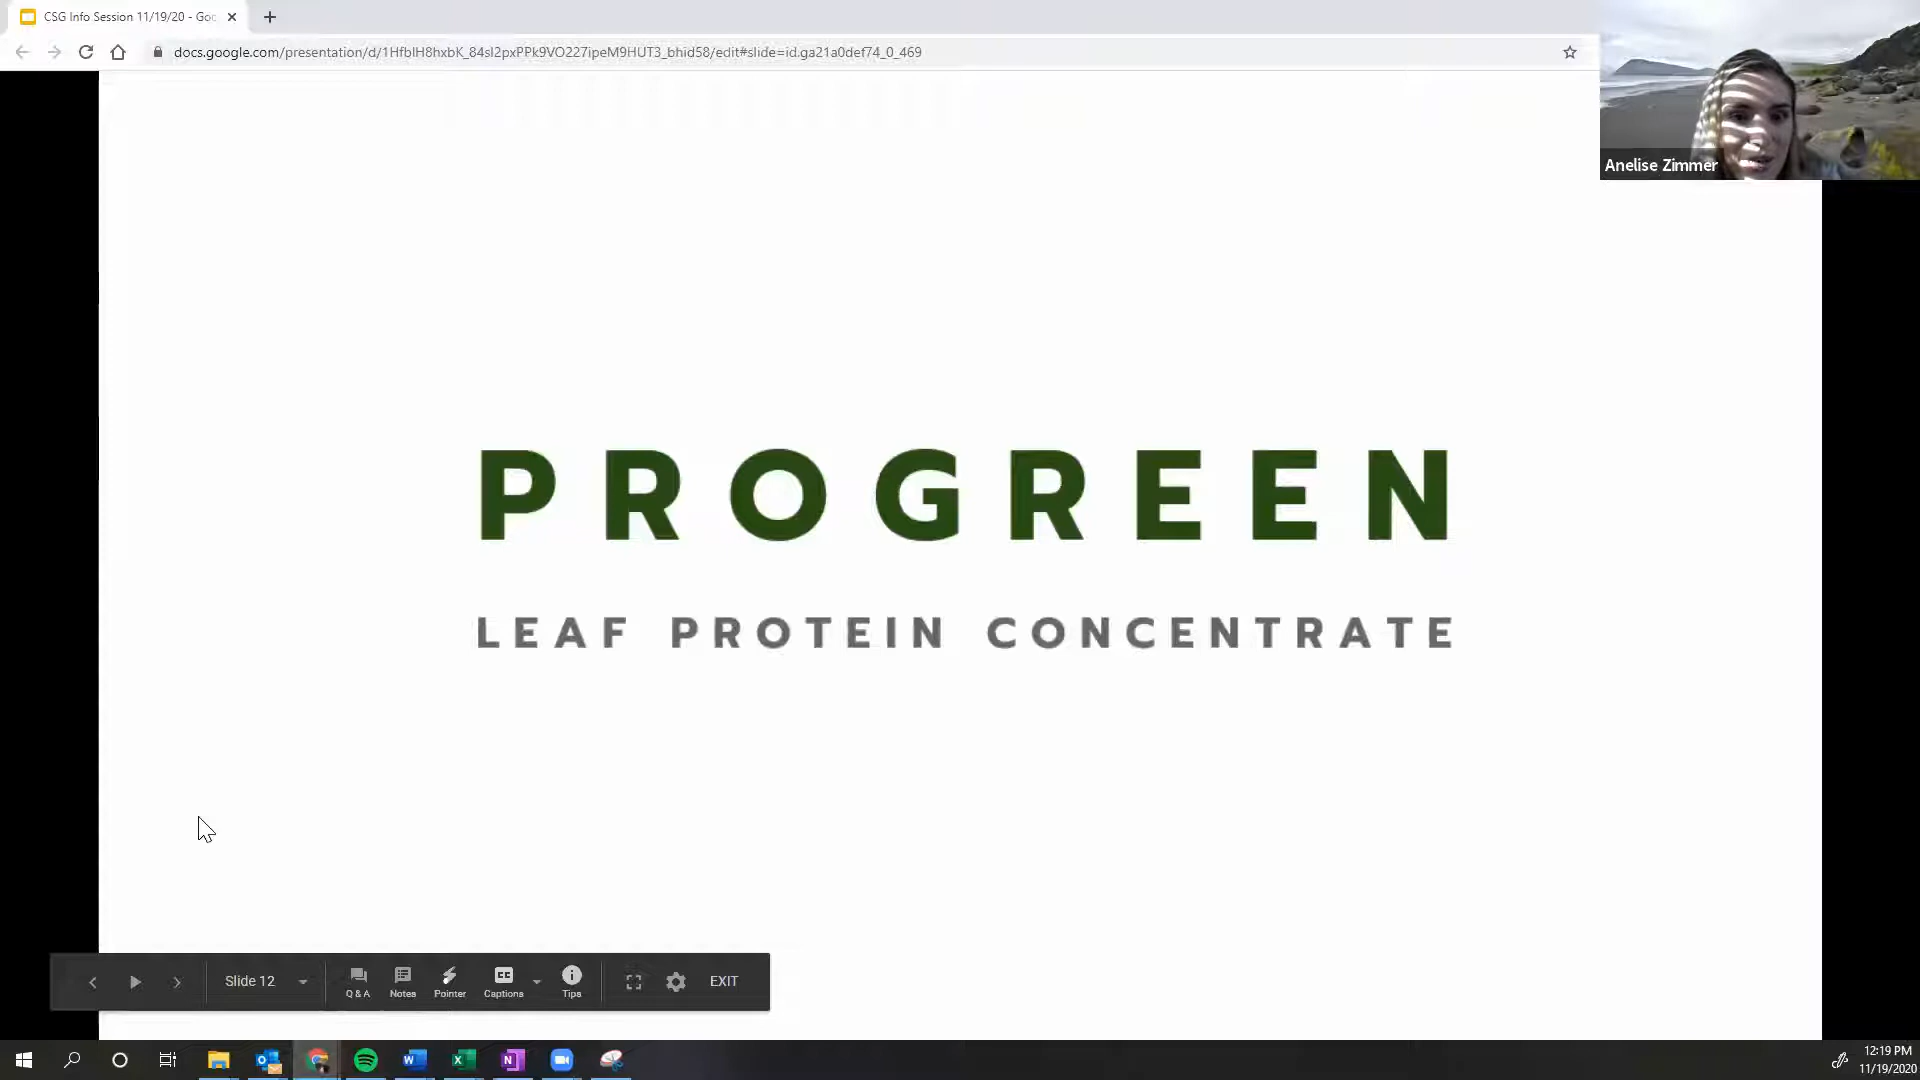 CSG Info Session 11/19/20 - Goo
docs.google.com/presentation/d/1HfbIH8hxbK_84sI2pxPPk9VO227ipeM9HUT3_bhid58/edit#slide=id.ga21a0def74_0_469
Anelise Zimmer
PROGREEN
LEAF PROTEIN CONCENTRATE
Slide 12
Q & A
Notes
Pointer
Captions
Tips
EXIT
12:19 PM
11/19/2020